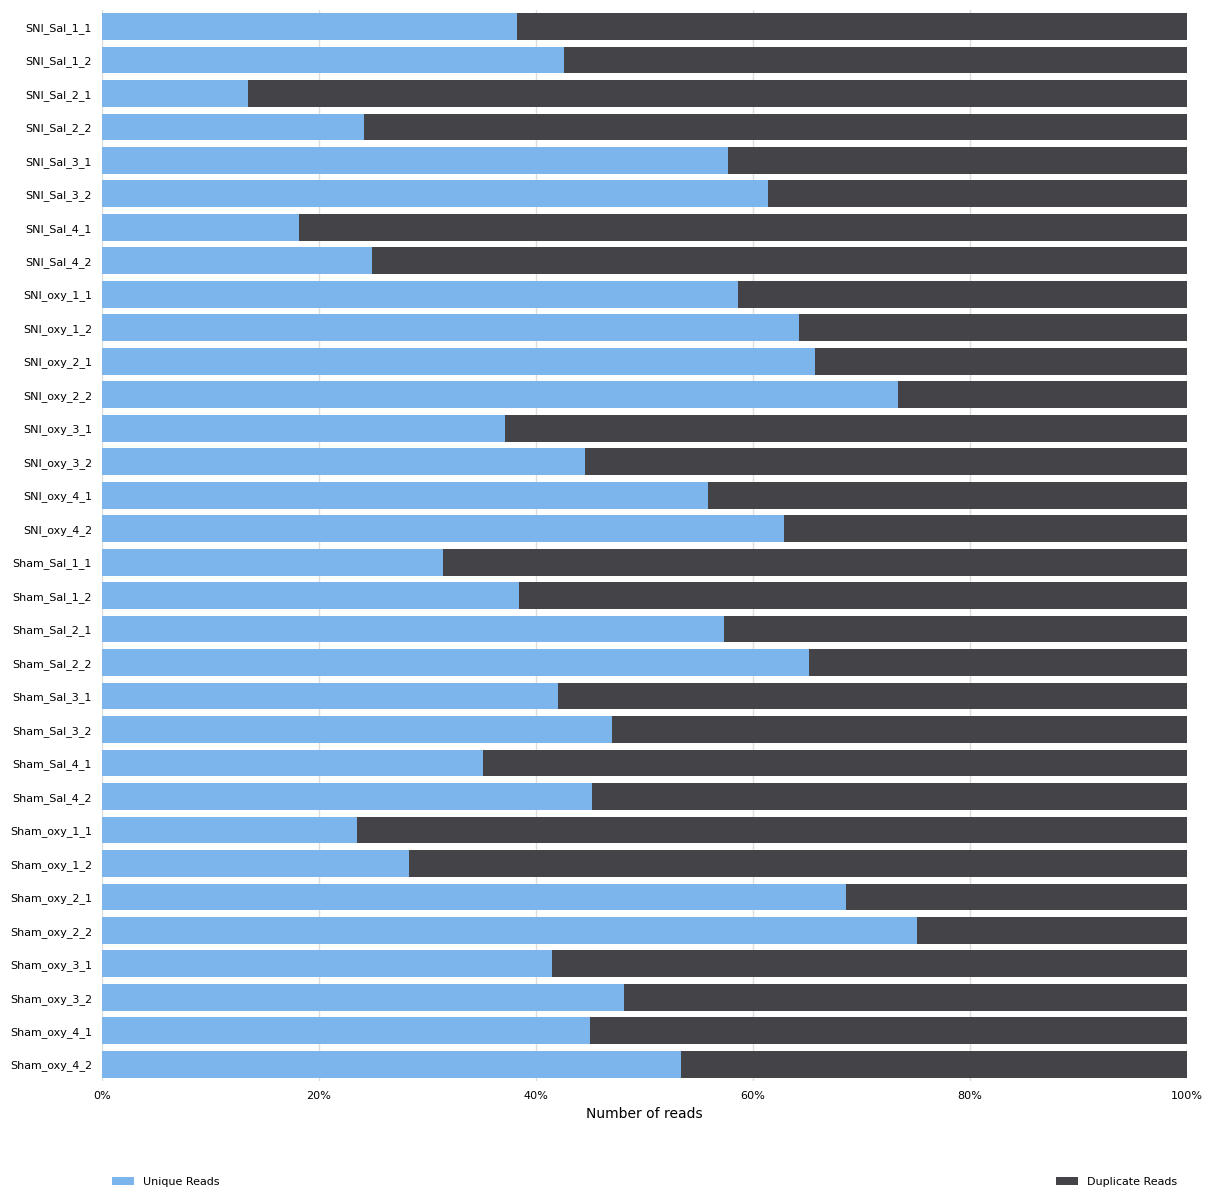 SNI_Sal_1_1
SNI_Sal_1_2
SNI_Sal_2_1
SNI_Sal_2_2
SNI_Sal_3_1
SNI_Sal_3_2
SNI_Sal_4_1
SNI_Sal_4_2
SNI_oxy_1_1
SNI_oxy_1_2
SNI_oxy_2_1
SNI_oxy_2_2
SNI_oxy_3_1
SNI_oxy_3_2
SNI_oxy_4_1
SNI_oxy_4_2
Sham_Sal_1_1
Sham_Sal_1_2
Sham_Sal_2_1
Sham_Sal_2_2
Sham_Sal_3_1
Sham_Sal_3_2
Sham_Sal_4_1
Sham_Sal_4_2
Sham_oxy_1_1
Sham_oxy_1_2
Sham_oxy_2_1
Sham_oxy_2_2
Sham_oxy_3_1
Sham_oxy_3_2
Sham_oxy_4_1
Sham_oxy_4_2
0% 20% 40% 60% 80% 100%
Number of reads
Unique Reads Duplicate Reads